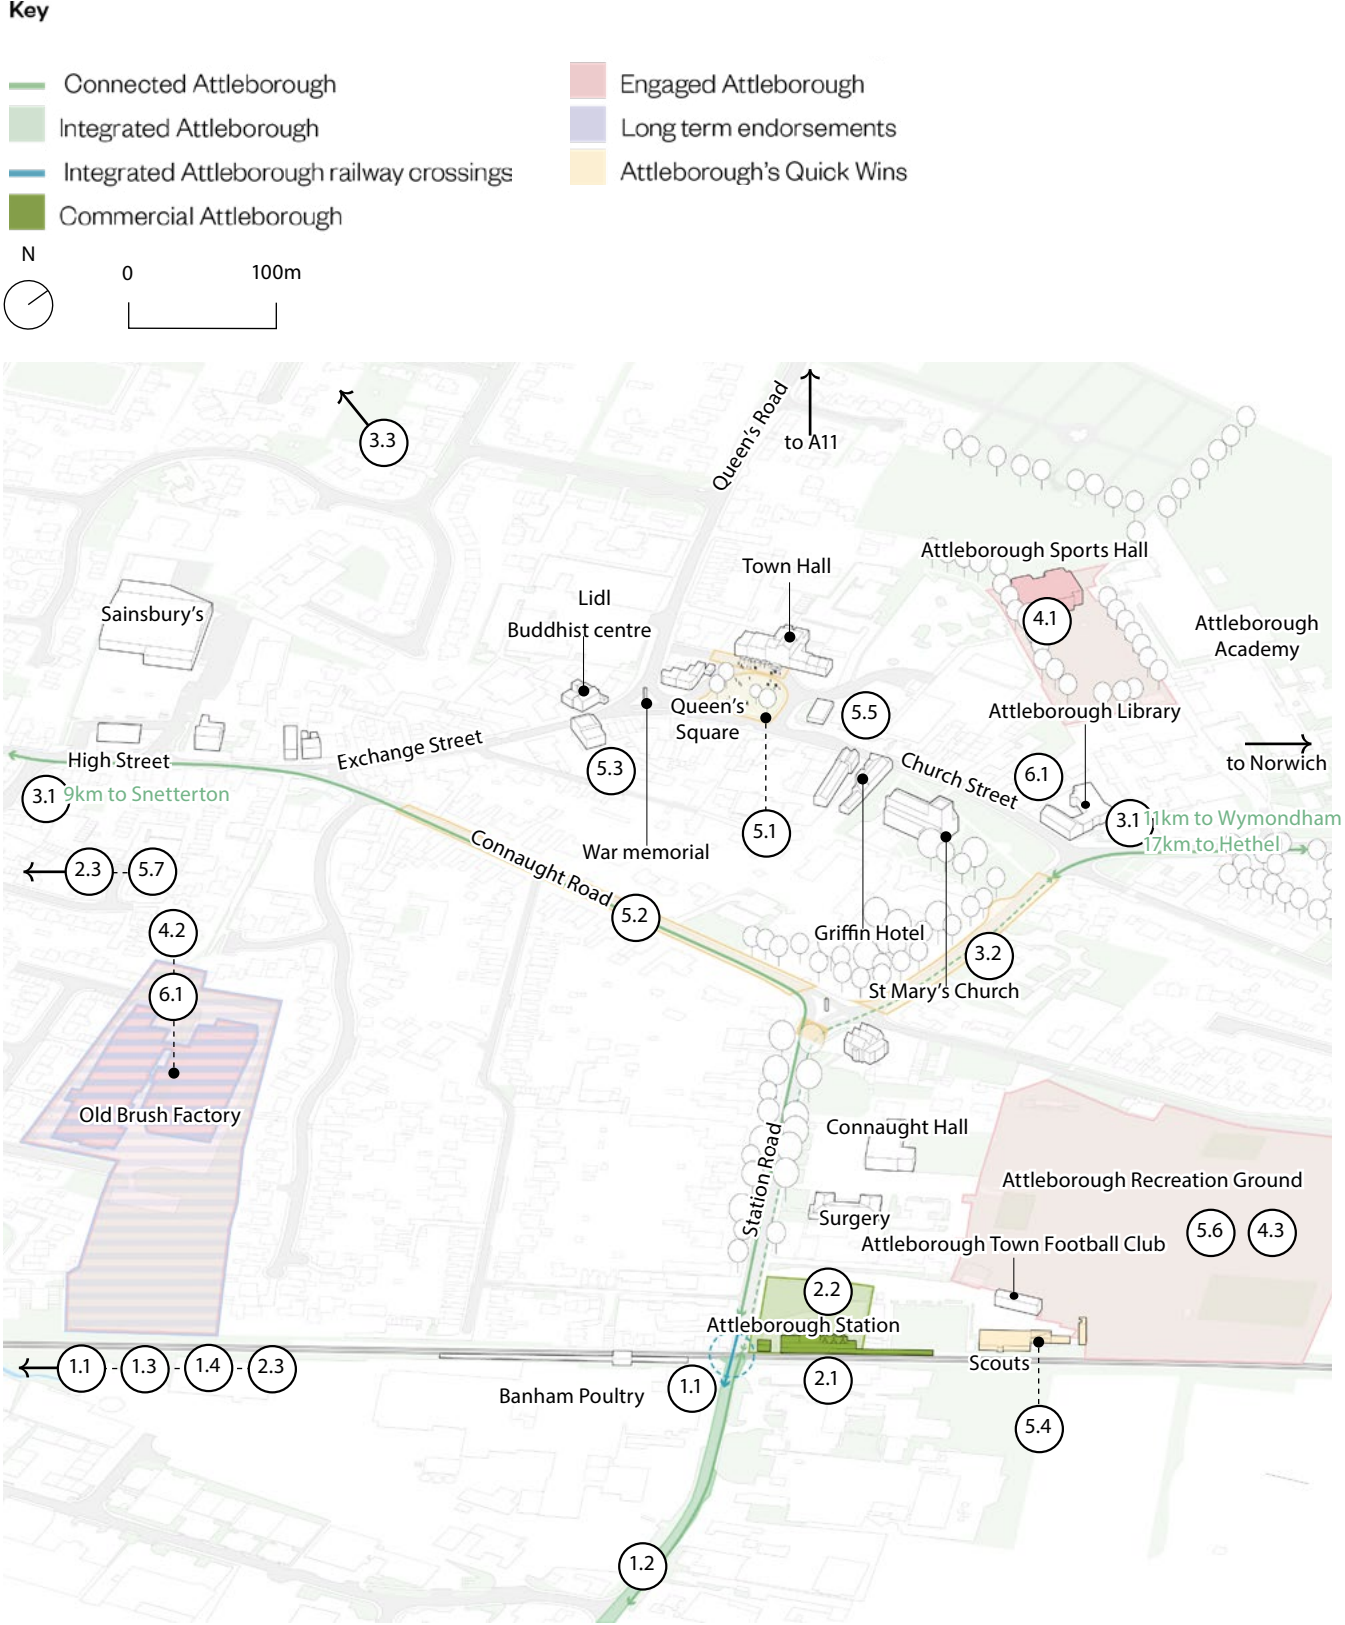 Key
Connected Attleborough
Integrated Attleborough
Integrated Attleborough railway crossings
Commercial Attleborough
Engaged Attleborough
Long term endorsements
Attleborough's Quick Wins
N
0
100m
3.3
Queen's Road
to A11
Attleborough Sports Hall
Town Hall
Lidl
Buddhist centre
Sainsbury's
4.1
Attleborough
Academy
Queen's
Square
5.5
Attleborough Library
High Street
Exchange Street
5.3
Church Street
6.1
to Norwich
3.1
9km to Snetterton
5.1
War memorial
3.1
11km to Wymondham
17km to Hethel
2.3
5.7
Connaught Road
5.2
4.2
6.1
Griffin Hotel
3.2
St Mary's Church
Old Brush Factory
Station Road
Connaught Hall
Surgery
Attleborough Recreation Ground
5.6
4.3
Attleborough Town Football Club
2.2
Attleborough Station
1.1
1.3
1.4
2.3
Banham Poultry
1.1
2.1
Scouts
5.4
1.2